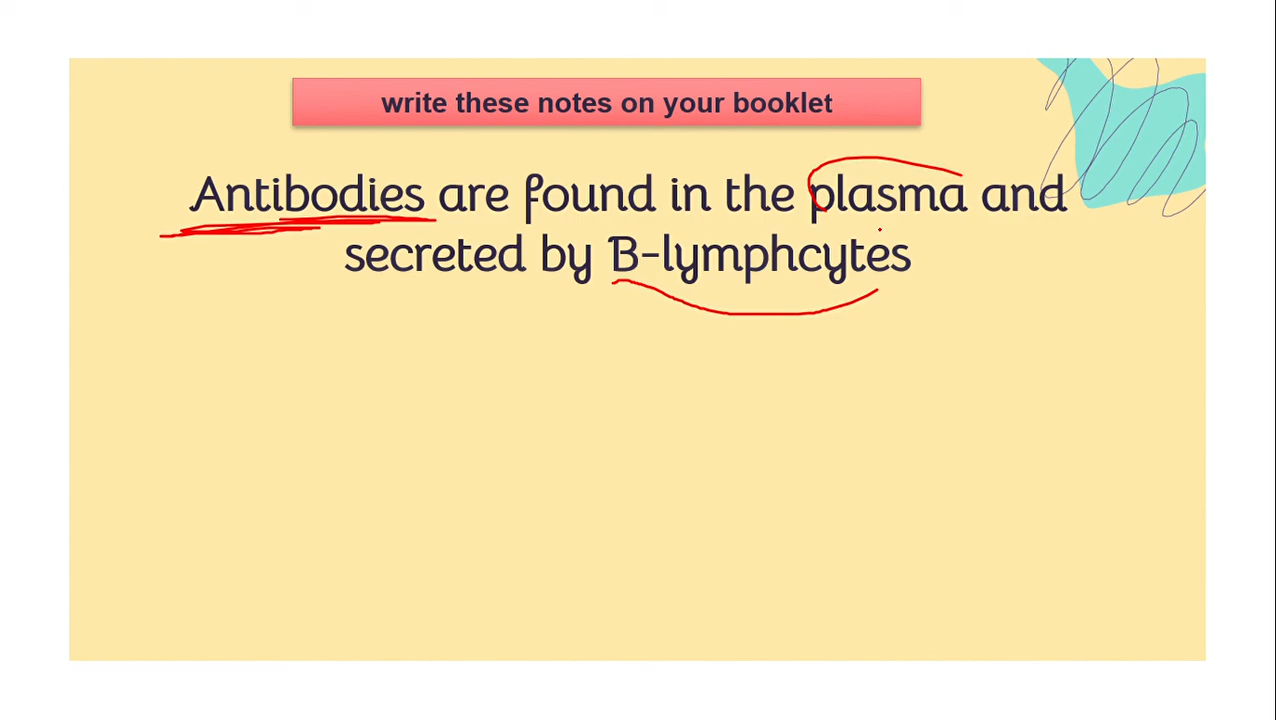 write these notes on your booklet
Antibodies are found in the plasma and
secreted by B-lymphcytes